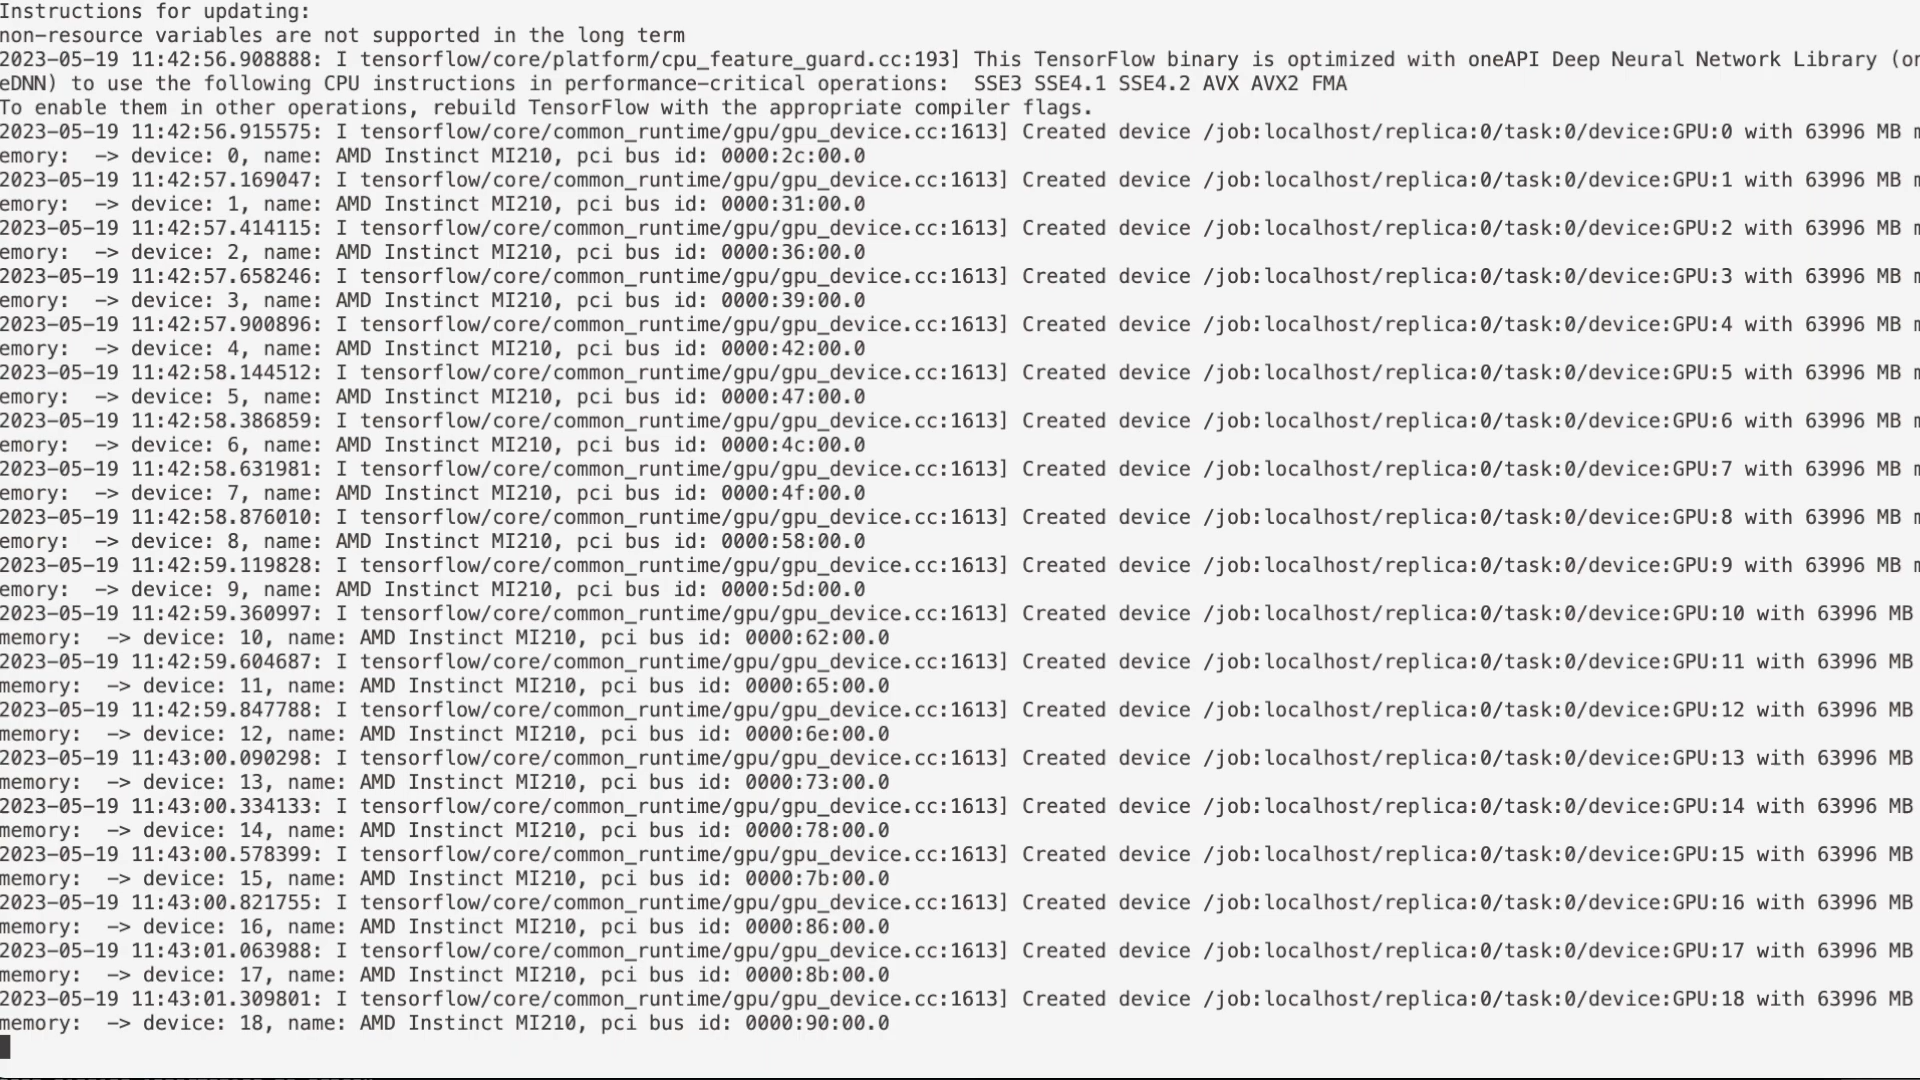 Instructions for updating:
non-resource variables are not supported in the long term
2023-05-19 11:42:56.908888: I tensorflow/core/platform/cpu_feature_guard.cc:193] This TensorFlow binary is optimized with oneAPI Deep Neural Network Library (on
eDNN) to use the following CPU instructions in performance-critical operations:  SSE3 SSE4.1 SSE4.2 AVX AVX2 FMA
To enable them in other operations, rebuild TensorFlow with the appropriate compiler flags.
2023-05-19 11:42:56.915575: I tensorflow/core/common_runtime/gpu/gpu_device.cc:1613] Created device /job:localhost/replica:0/task:0/device:GPU:0 with 63996 MB m
emory:  -> device: 0, name: AMD Instinct MI210, pci bus id: 0000:2c:00.0
2023-05-19 11:42:57.169047: I tensorflow/core/common_runtime/gpu/gpu_device.cc:1613] Created device /job:localhost/replica:0/task:0/device:GPU:1 with 63996 MB m
emory:  -> device: 1, name: AMD Instinct MI210, pci bus id: 0000:31:00.0
2023-05-19 11:42:57.414115: I tensorflow/core/common_runtime/gpu/gpu_device.cc:1613] Created device /job:localhost/replica:0/task:0/device:GPU:2 with 63996 MB m
emory:  -> device: 2, name: AMD Instinct MI210, pci bus id: 0000:36:00.0
2023-05-19 11:42:57.658246: I tensorflow/core/common_runtime/gpu/gpu_device.cc:1613] Created device /job:localhost/replica:0/task:0/device:GPU:3 with 63996 MB m
emory:  -> device: 3, name: AMD Instinct MI210, pci bus id: 0000:39:00.0
2023-05-19 11:42:57.900896: I tensorflow/core/common_runtime/gpu/gpu_device.cc:1613] Created device /job:localhost/replica:0/task:0/device:GPU:4 with 63996 MB m
emory:  -> device: 4, name: AMD Instinct MI210, pci bus id: 0000:42:00.0
2023-05-19 11:42:58.144512: I tensorflow/core/common_runtime/gpu/gpu_device.cc:1613] Created device /job:localhost/replica:0/task:0/device:GPU:5 with 63996 MB m
emory:  -> device: 5, name: AMD Instinct MI210, pci bus id: 0000:47:00.0
2023-05-19 11:42:58.386859: I tensorflow/core/common_runtime/gpu/gpu_device.cc:1613] Created device /job:localhost/replica:0/task:0/device:GPU:6 with 63996 MB m
emory:  -> device: 6, name: AMD Instinct MI210, pci bus id: 0000:4c:00.0
2023-05-19 11:42:58.631981: I tensorflow/core/common_runtime/gpu/gpu_device.cc:1613] Created device /job:localhost/replica:0/task:0/device:GPU:7 with 63996 MB m
emory:  -> device: 7, name: AMD Instinct MI210, pci bus id: 0000:4f:00.0
2023-05-19 11:42:58.876010: I tensorflow/core/common_runtime/gpu/gpu_device.cc:1613] Created device /job:localhost/replica:0/task:0/device:GPU:8 with 63996 MB m
emory:  -> device: 8, name: AMD Instinct MI210, pci bus id: 0000:58:00.0
2023-05-19 11:42:59.119828: I tensorflow/core/common_runtime/gpu/gpu_device.cc:1613] Created device /job:localhost/replica:0/task:0/device:GPU:9 with 63996 MB m
emory:  -> device: 9, name: AMD Instinct MI210, pci bus id: 0000:5d:00.0
2023-05-19 11:42:59.360997: I tensorflow/core/common_runtime/gpu/gpu_device.cc:1613] Created device /job:localhost/replica:0/task:0/device:GPU:10 with 63996 MB
memory:  -> device: 10, name: AMD Instinct MI210, pci bus id: 0000:62:00.0
2023-05-19 11:42:59.604687: I tensorflow/core/common_runtime/gpu/gpu_device.cc:1613] Created device /job:localhost/replica:0/task:0/device:GPU:11 with 63996 MB
memory:  -> device: 11, name: AMD Instinct MI210, pci bus id: 0000:65:00.0
2023-05-19 11:42:59.847788: I tensorflow/core/common_runtime/gpu/gpu_device.cc:1613] Created device /job:localhost/replica:0/task:0/device:GPU:12 with 63996 MB
memory:  -> device: 12, name: AMD Instinct MI210, pci bus id: 0000:6e:00.0
2023-05-19 11:43:00.090298: I tensorflow/core/common_runtime/gpu/gpu_device.cc:1613] Created device /job:localhost/replica:0/task:0/device:GPU:13 with 63996 MB
memory:  -> device: 13, name: AMD Instinct MI210, pci bus id: 0000:73:00.0
2023-05-19 11:43:00.334133: I tensorflow/core/common_runtime/gpu/gpu_device.cc:1613] Created device /job:localhost/replica:0/task:0/device:GPU:14 with 63996 MB
memory:  -> device: 14, name: AMD Instinct MI210, pci bus id: 0000:78:00.0
2023-05-19 11:43:00.578399: I tensorflow/core/common_runtime/gpu/gpu_device.cc:1613] Created device /job:localhost/replica:0/task:0/device:GPU:15 with 63996 MB
memory:  -> device: 15, name: AMD Instinct MI210, pci bus id: 0000:7b:00.0
2023-05-19 11:43:00.821755: I tensorflow/core/common_runtime/gpu/gpu_device.cc:1613] Created device /job:localhost/replica:0/task:0/device:GPU:16 with 63996 MB
memory:  -> device: 16, name: AMD Instinct MI210, pci bus id: 0000:86:00.0
2023-05-19 11:43:01.063988: I tensorflow/core/common_runtime/gpu/gpu_device.cc:1613] Created device /job:localhost/replica:0/task:0/device:GPU:17 with 63996 MB
memory:  -> device: 17, name: AMD Instinct MI210, pci bus id: 0000:8b:00.0
2023-05-19 11:43:01.309801: I tensorflow/core/common_runtime/gpu/gpu_device.cc:1613] Created device /job:localhost/replica:0/task:0/device:GPU:18 with 63996 MB
memory:  -> device: 18, name: AMD Instinct MI210, pci bus id: 0000:90:00.0